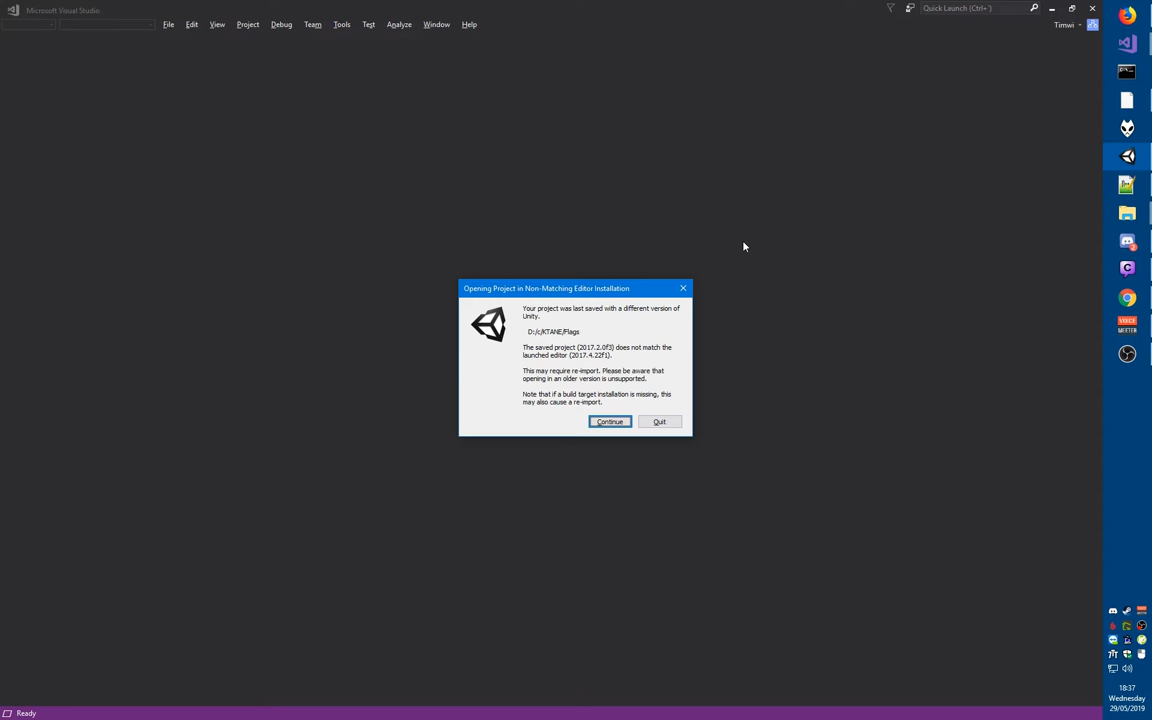 Microsoft Visual Studio
Quick Launch (Ctrl+`)
File Edit View Project Debug Team Tools Test Analyze Window Help
Timwi
Opening Project in Non-Matching Editor Installation
Your project was last saved with a different version of
Unity.
D:/c/KTANE/Flags
The saved project (2017.2.0f3) does not match the
launched editor (2017.4.22f1).
This may require re-import. Please be aware that
opening in an older version is unsupported.
Note that if a build target installation is missing, this
may also cause a re-import.
Continue Quit
VOICE
MEETER
18:37
Wednesday
29/05/2019
Ready